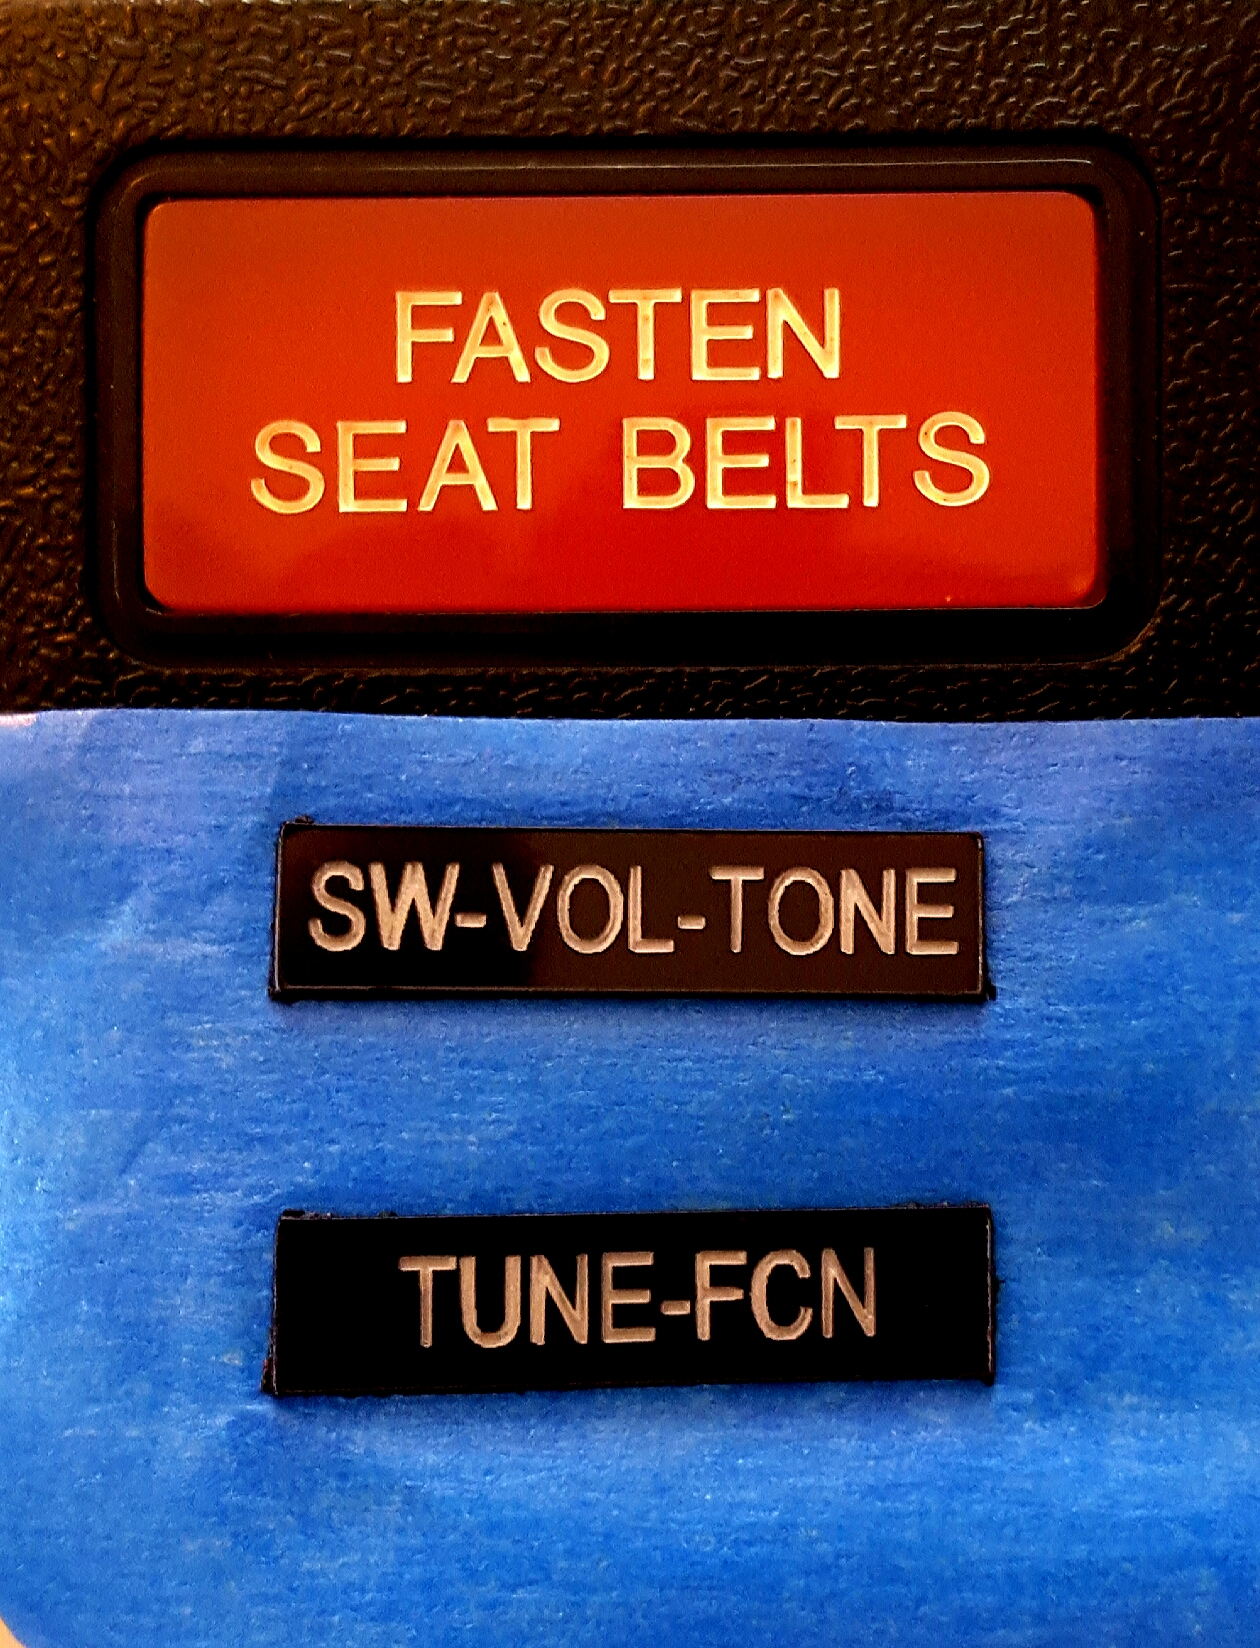 FASTEN
SEAT BELTS
SW-VOL-TONE
TUNE-FCN